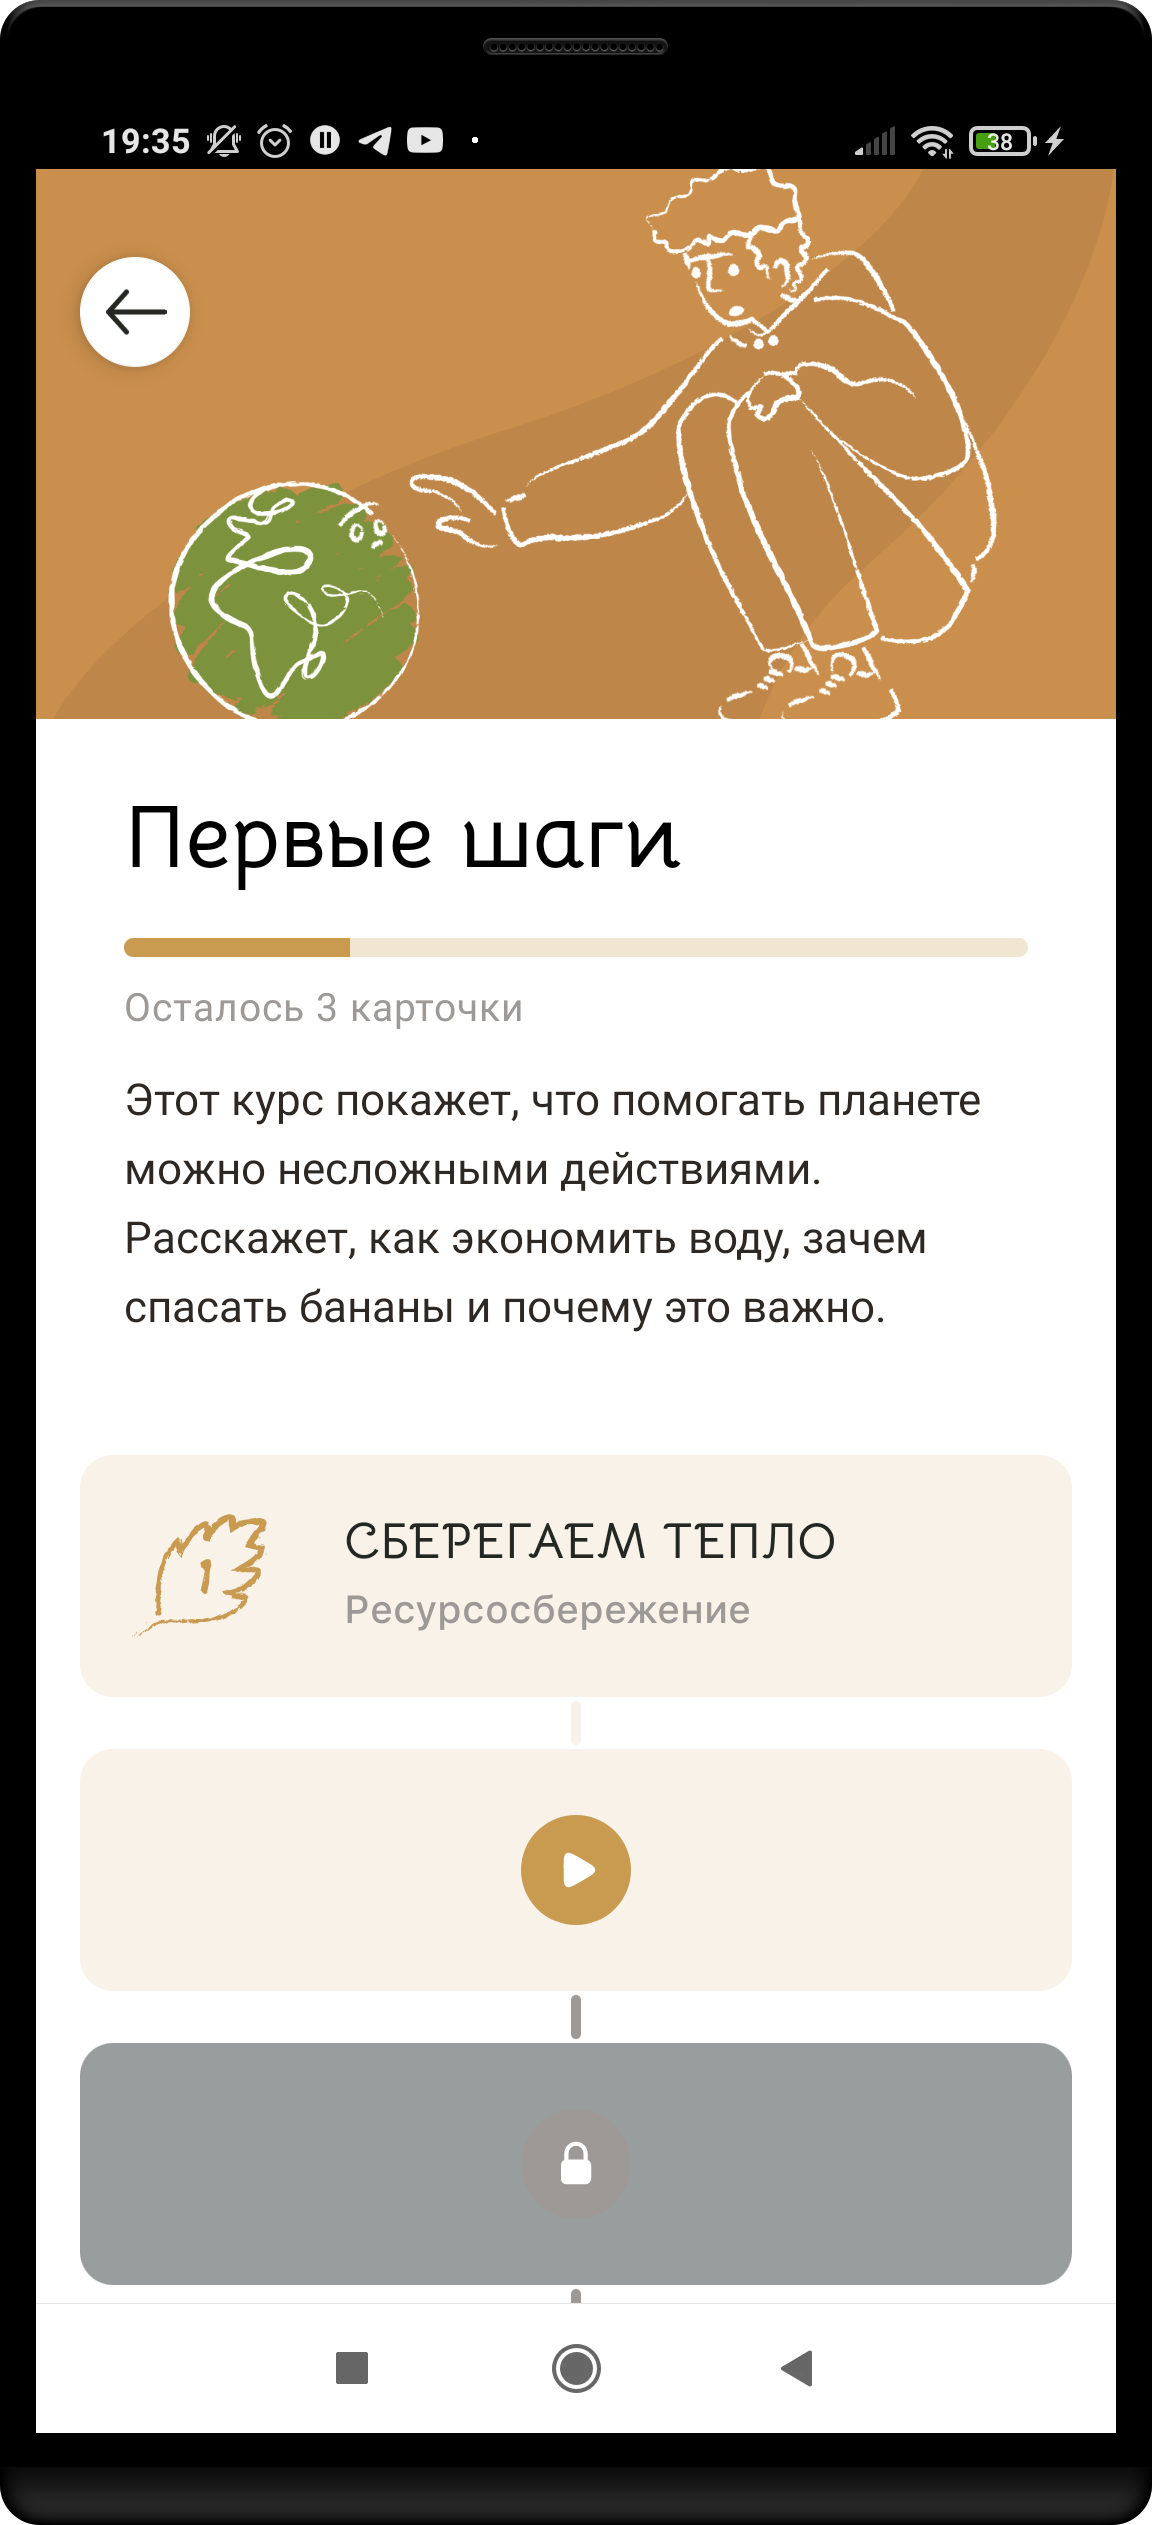 19:35
38
Первые шаги
Осталось 3 карточки
Этот курс покажет, что помогать планете
можно несложными действиями.
Расскажет, как экономить воду, зачем
спасать бананы и почему это важно.
1
СБЕРЕГАЕМ ТЕПЛО
Ресурсосбережение